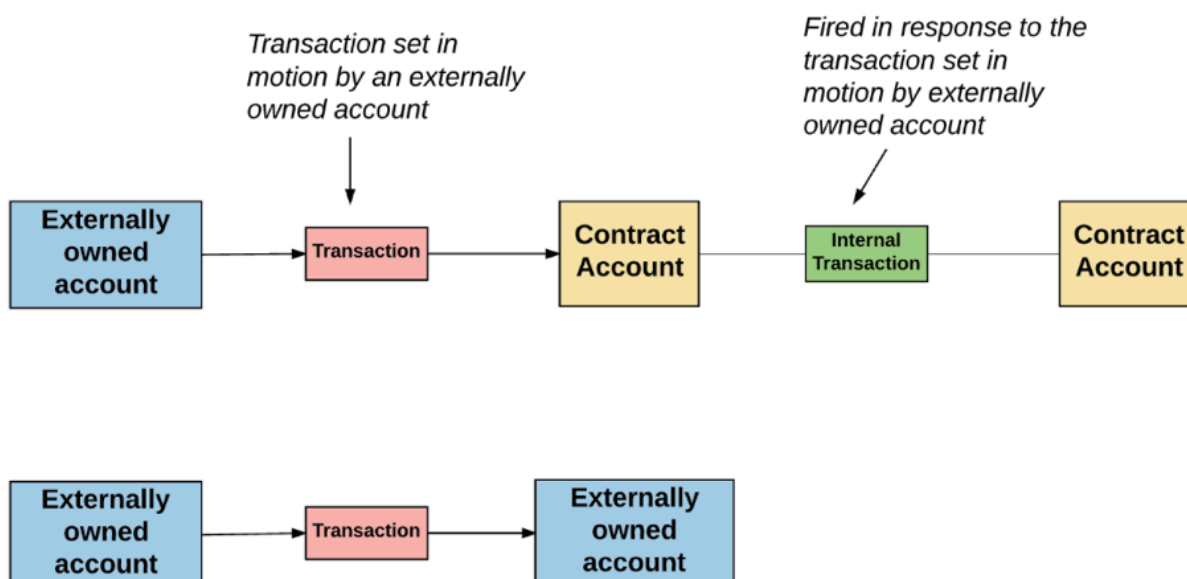 Transaction set in
motion by an externally
owned account
Fired in response to the
transaction set in
motion by externally
owned account
Externally
owned
account
Transaction
Contract
Account
Internal
Transaction
Contract
Account
Externally
owned
account
Transaction
Externally
owned
account